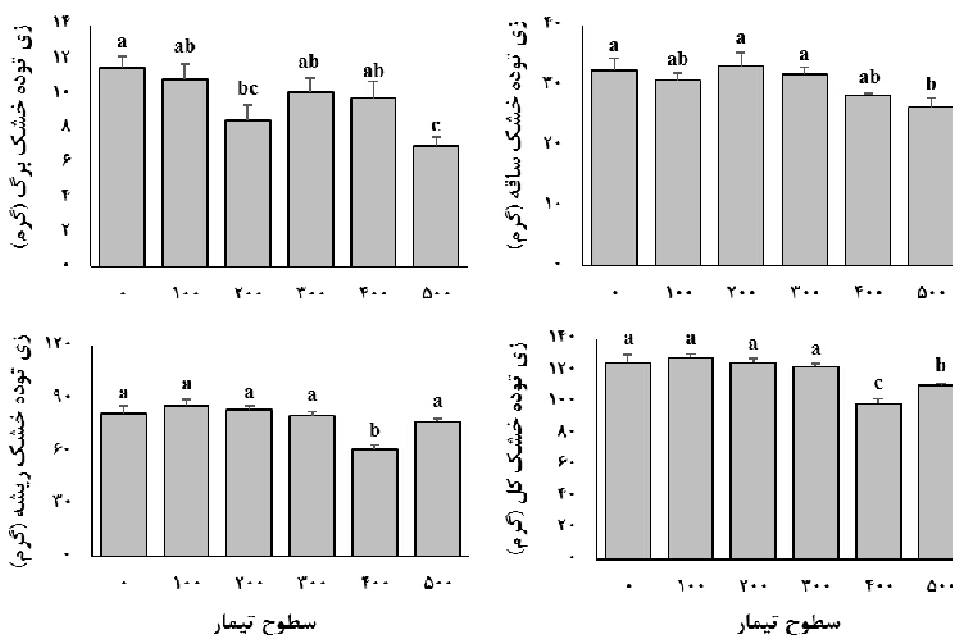 زی توده خشک برگ (گرم)
۱۴
۱۲
۱۰
۸
۶
۴
۲
۰
a ab bc ab ab c
۰ ۱۰۰ ۲۰۰ ۳۰۰ ۴۰۰ ۵۰۰
زی توده خشک ساقه (گرم)
۴۰
۳۰
۲۰
۱۰
۰
a ab a a ab b
۰ ۱۰۰ ۲۰۰ ۳۰۰ ۴۰۰ ۵۰۰
زی توده خشک ریشه (گرم)
۱۲۰
۹۰
۶۰
۳۰
۰
a a a a b a
۰ ۱۰۰ ۲۰۰ ۳۰۰ ۴۰۰ ۵۰۰
سطوح تیمار
زی توده خشک کل (گرم)
۱۴۰
۱۲۰
۱۰۰
۸۰
۶۰
۴۰
۲۰
۰
a a a a c b
۰ ۱۰۰ ۲۰۰ ۳۰۰ ۴۰۰ ۵۰۰
سطوح تیمار